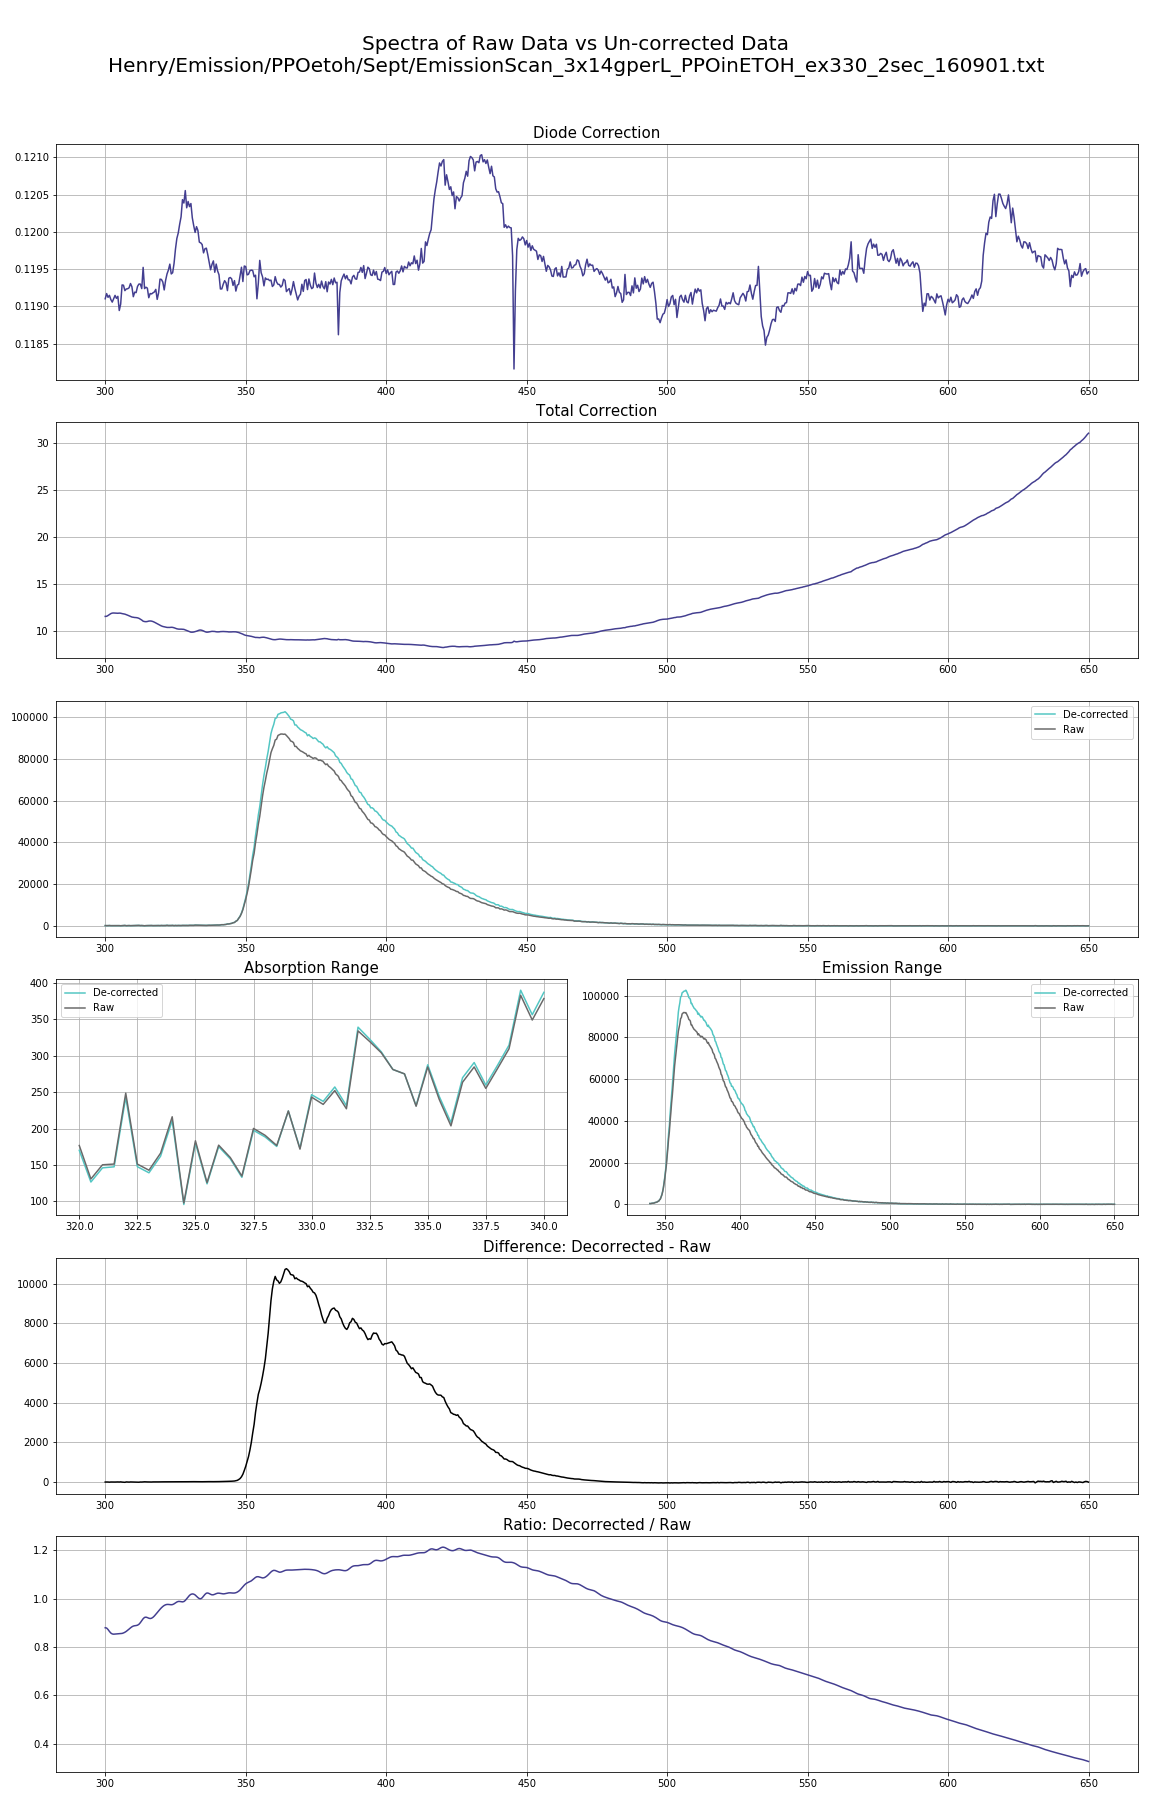 Spectra of Raw Data vs Un-corrected Data
Henry/Emission/PPOetoh/Sept/EmissionScan_3x14gperL_PPOinETOH_ex330_2sec_160901.txt
Diode Correction
0.1210
0.1205
0.1200
0.1195
0.1190
0.1185
300 350 400 450 500 550 600 650
Total Correction
30
25
20
15
10
300 350 400 450 500 550 600 650
De-corrected
Raw
100000
80000
60000
40000
20000
0
300 350 400 450 500 550 600 650
Absorption Range
De-corrected
Raw
400
350
300
250
200
150
100
320.0 322.5 325.0 327.5 330.0 332.5 335.0 337.5 340.0
Emission Range
De-corrected
Raw
100000
80000
60000
40000
20000
0
350 400 450 500 550 600 650
Difference: Decorrected - Raw
10000
8000
6000
4000
2000
0
300 350 400 450 500 550 600 650
Ratio: Decorrected / Raw
1.2
1.0
0.8
0.6
0.4
300 350 400 450 500 550 600 650